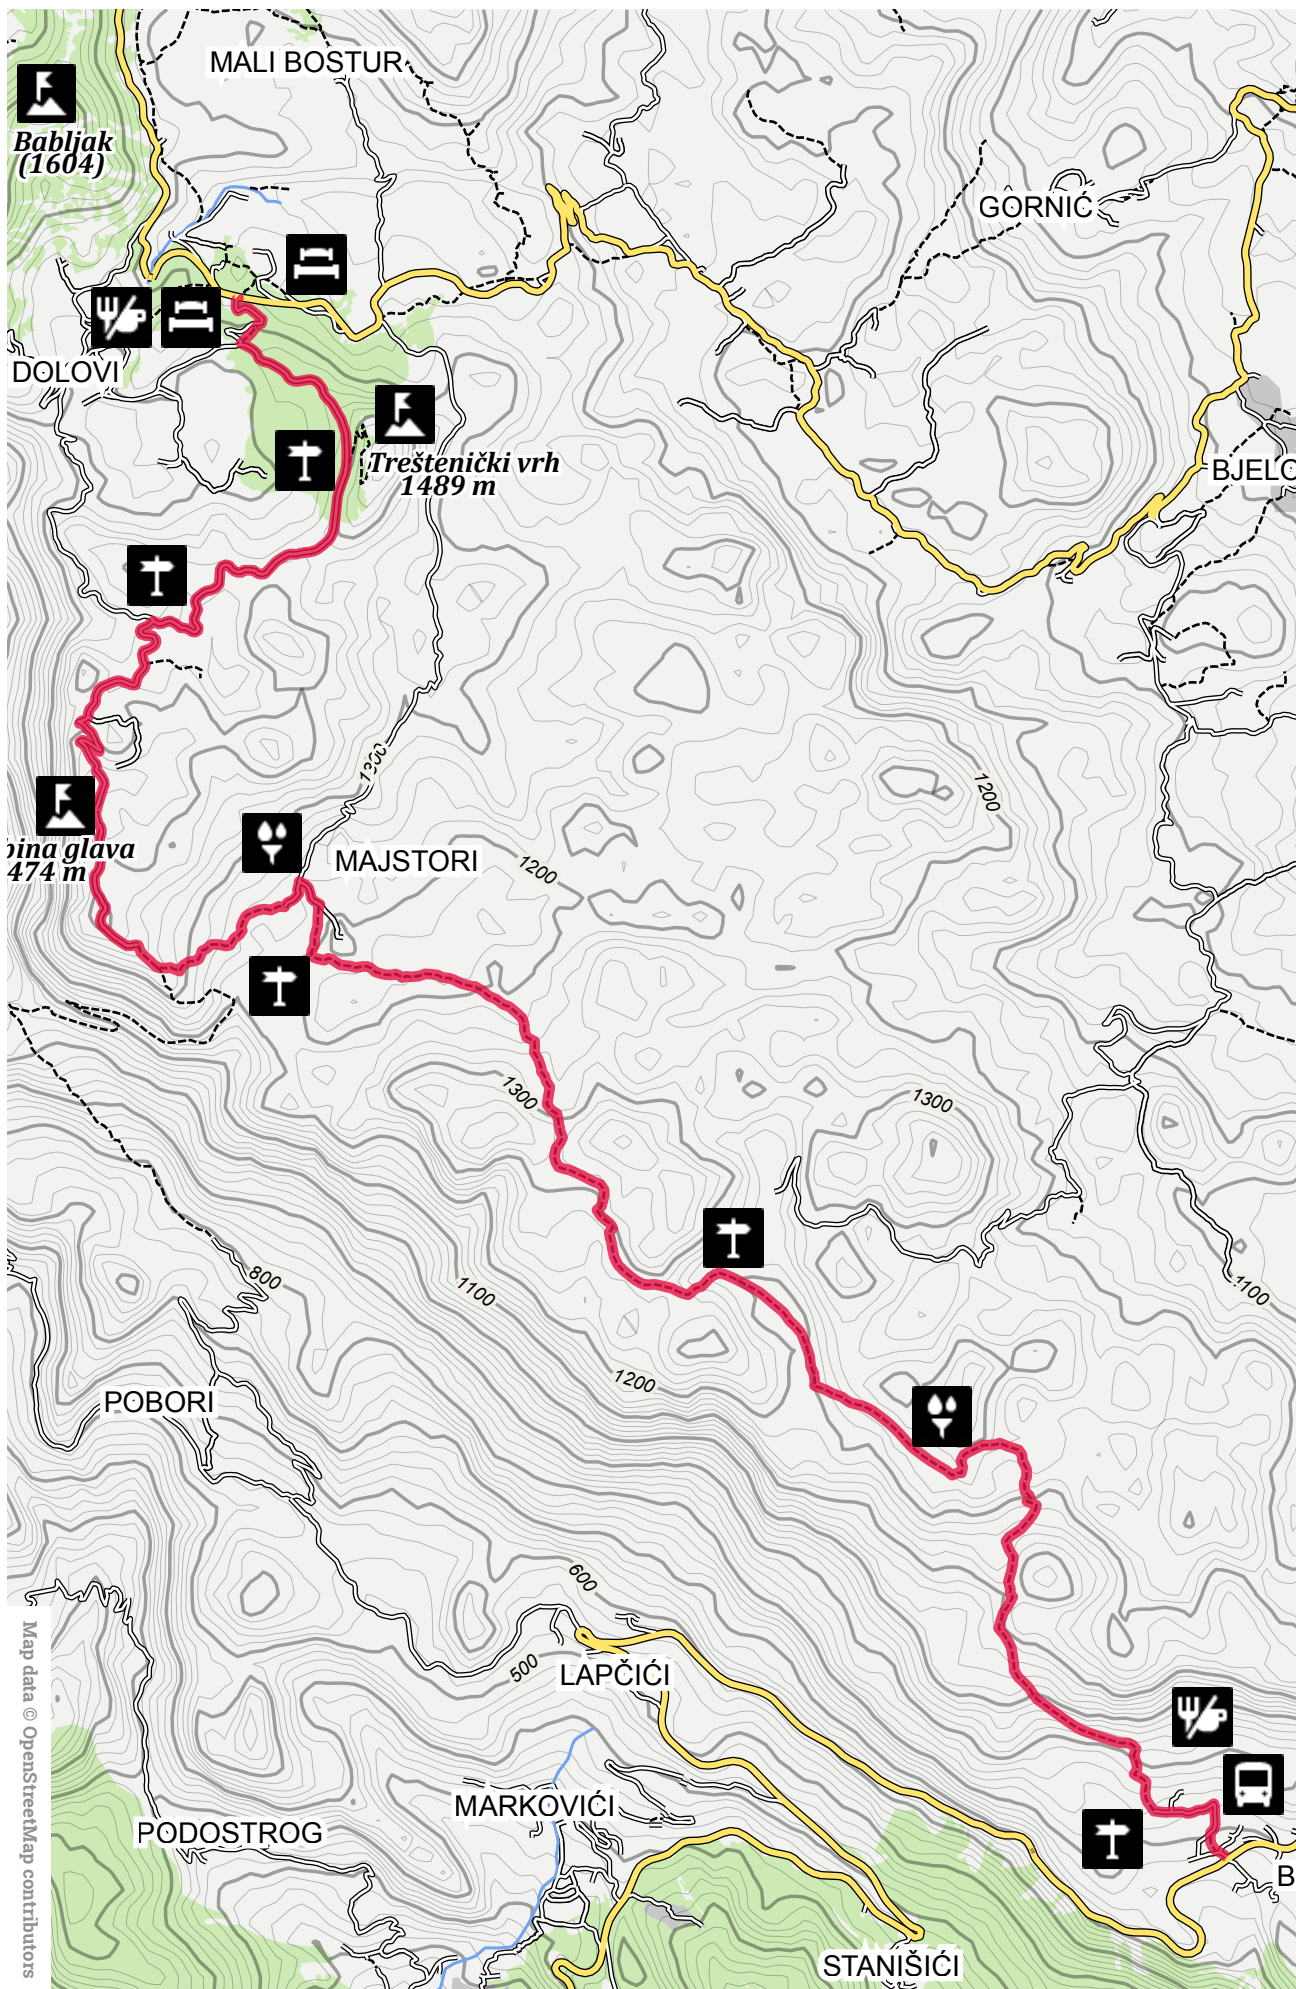 MALI BOSTUR
Babljak
(1604)
GORNIĆ
DOLOVI
Treštenički vrh
1489 m
BJELO
1300
1200
bina glava
474 m
MAJSTORI
1200
1300
1300
800
1100
1100
1200
POBORI
600
500
LAPČIĆI
MARKOVIĆI
PODOSTROG
B
STANIŠIĆI
Map data © OpenStreetMap contributors